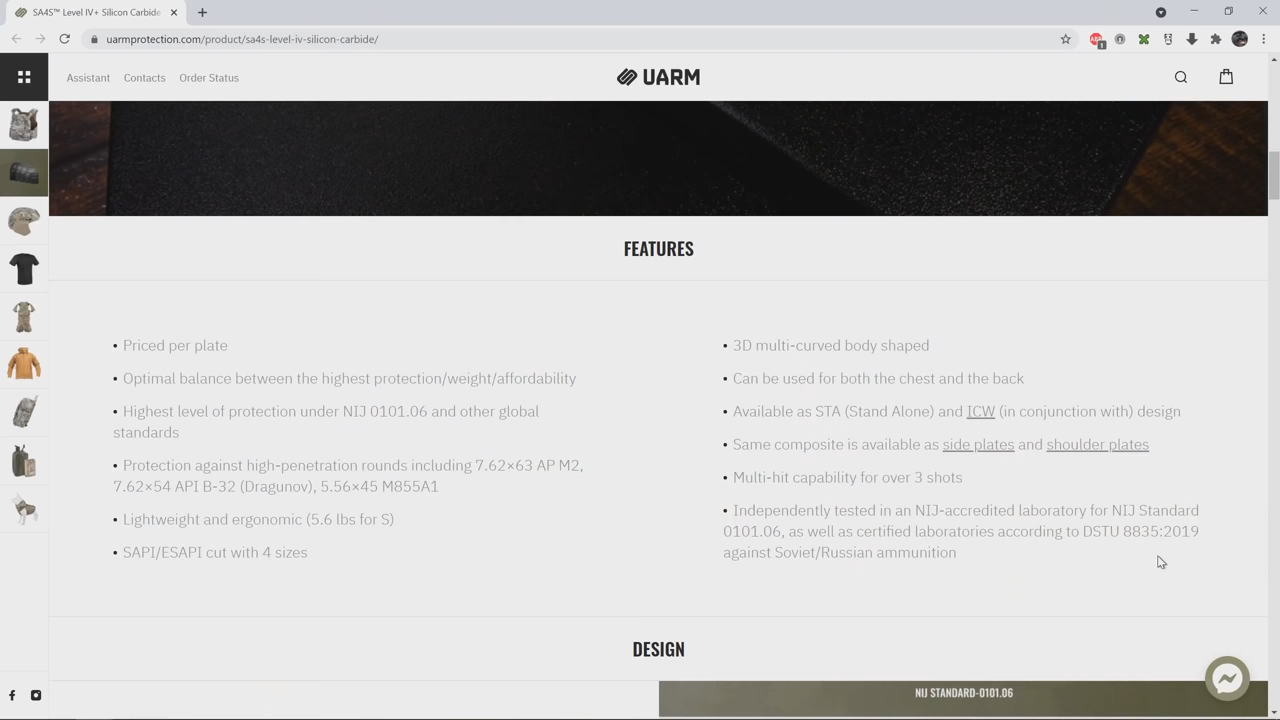 SA4S™ Level IV+ Silicon Carbide
uarmprotection.com/product/sa4s-level-iv-silicon-carbide/
Assistant Contacts Order Status
UARM
FEATURES
• Priced per plate
• Optimal balance between the highest protection/weight/affordability
• Highest level of protection under NIJ 0101.06 and other global
standards
• Protection against high-penetration rounds including 7.62×63 AP M2,
7.62×54 API B-32 (Dragunov), 5.56×45 M855A1
• Lightweight and ergonomic (5.6 lbs for S)
• SAPI/ESAPI cut with 4 sizes
• 3D multi-curved body shaped
• Can be used for both the chest and the back
• Available as STA (Stand Alone) and ICW (in conjunction with) design
• Same composite is available as side plates and shoulder plates
• Multi-hit capability for over 3 shots
• Independently tested in an NIJ-accredited laboratory for NIJ Standard
0101.06, as well as certified laboratories according to DSTU 8835:2019
against Soviet/Russian ammunition
DESIGN
NIJ STANDARD-0101.06